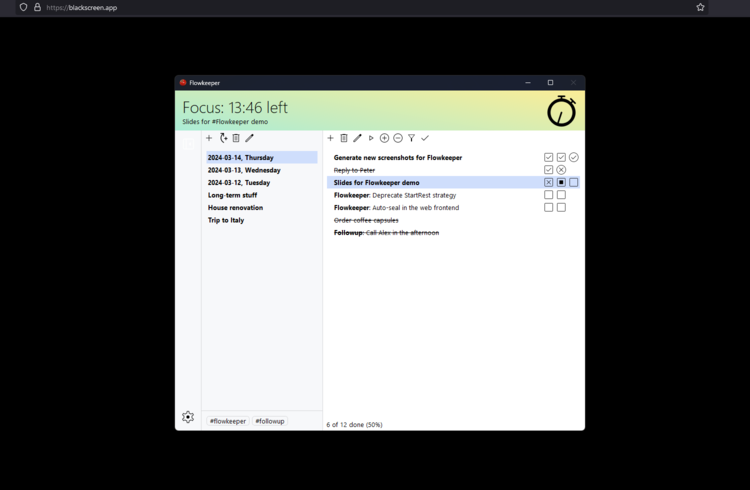 https://blackscreen.app
Flowkeeper
Focus: 13:46 left
Slides for #Flowkeeper demo
2024-03-14, Thursday
2024-03-13, Wednesday
2024-03-12, Tuesday
Long-term stuff
House renovation
Trip to Italy
#flowkeeper
#followup
Generate new screenshots for Flowkeeper
Reply to Peter
Slides for Flowkeeper demo
Flowkeeper: Deprecate StartRest strategy
Flowkeeper: Auto-seal in the web frontend
Order coffee capsules
Followup: Call Alex in the afternoon
6 of 12 done (50%)